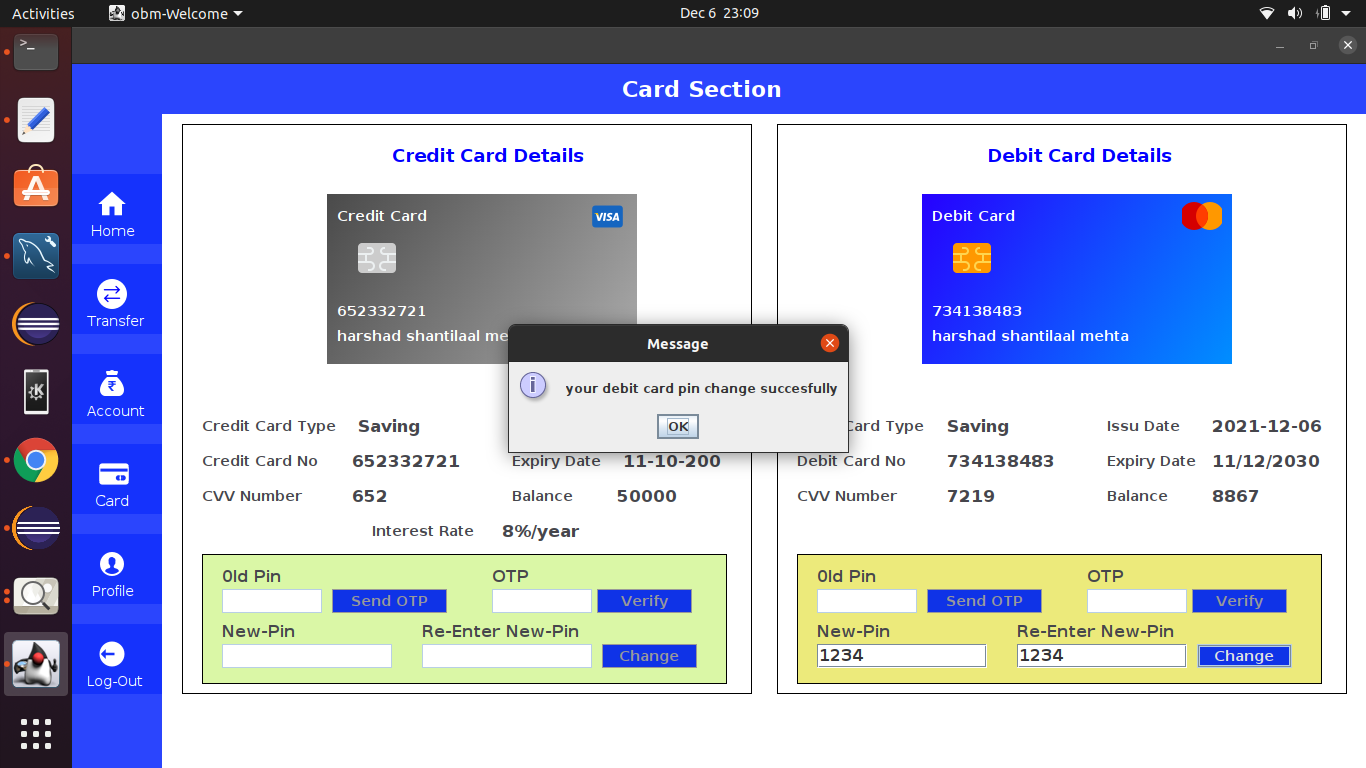 Activities obm-Welcome Dec 6 23:09
Card Section
Home
Transfer
Account
Card
Profile
Log-Out
Credit Card Details
Credit Card VISA
652332721
harshad shantilaal me
Credit Card Type Saving
Credit Card No 652332721 Expiry Date 11-10-200
CVV Number 652 Balance 50000
Interest Rate 8%/year
0ld Pin OTP
Send OTP Verify
New-Pin Re-Enter New-Pin
Change
Debit Card Details
Debit Card
734138483
harshad shantilaal mehta
Card Type Saving Issu Date 2021-12-06
Debit Card No 734138483 Expiry Date 11/12/2030
CVV Number 7219 Balance 8867
0ld Pin OTP
Send OTP Verify
New-Pin Re-Enter New-Pin
1234 1234 Change
Message
your debit card pin change succesfully
OK